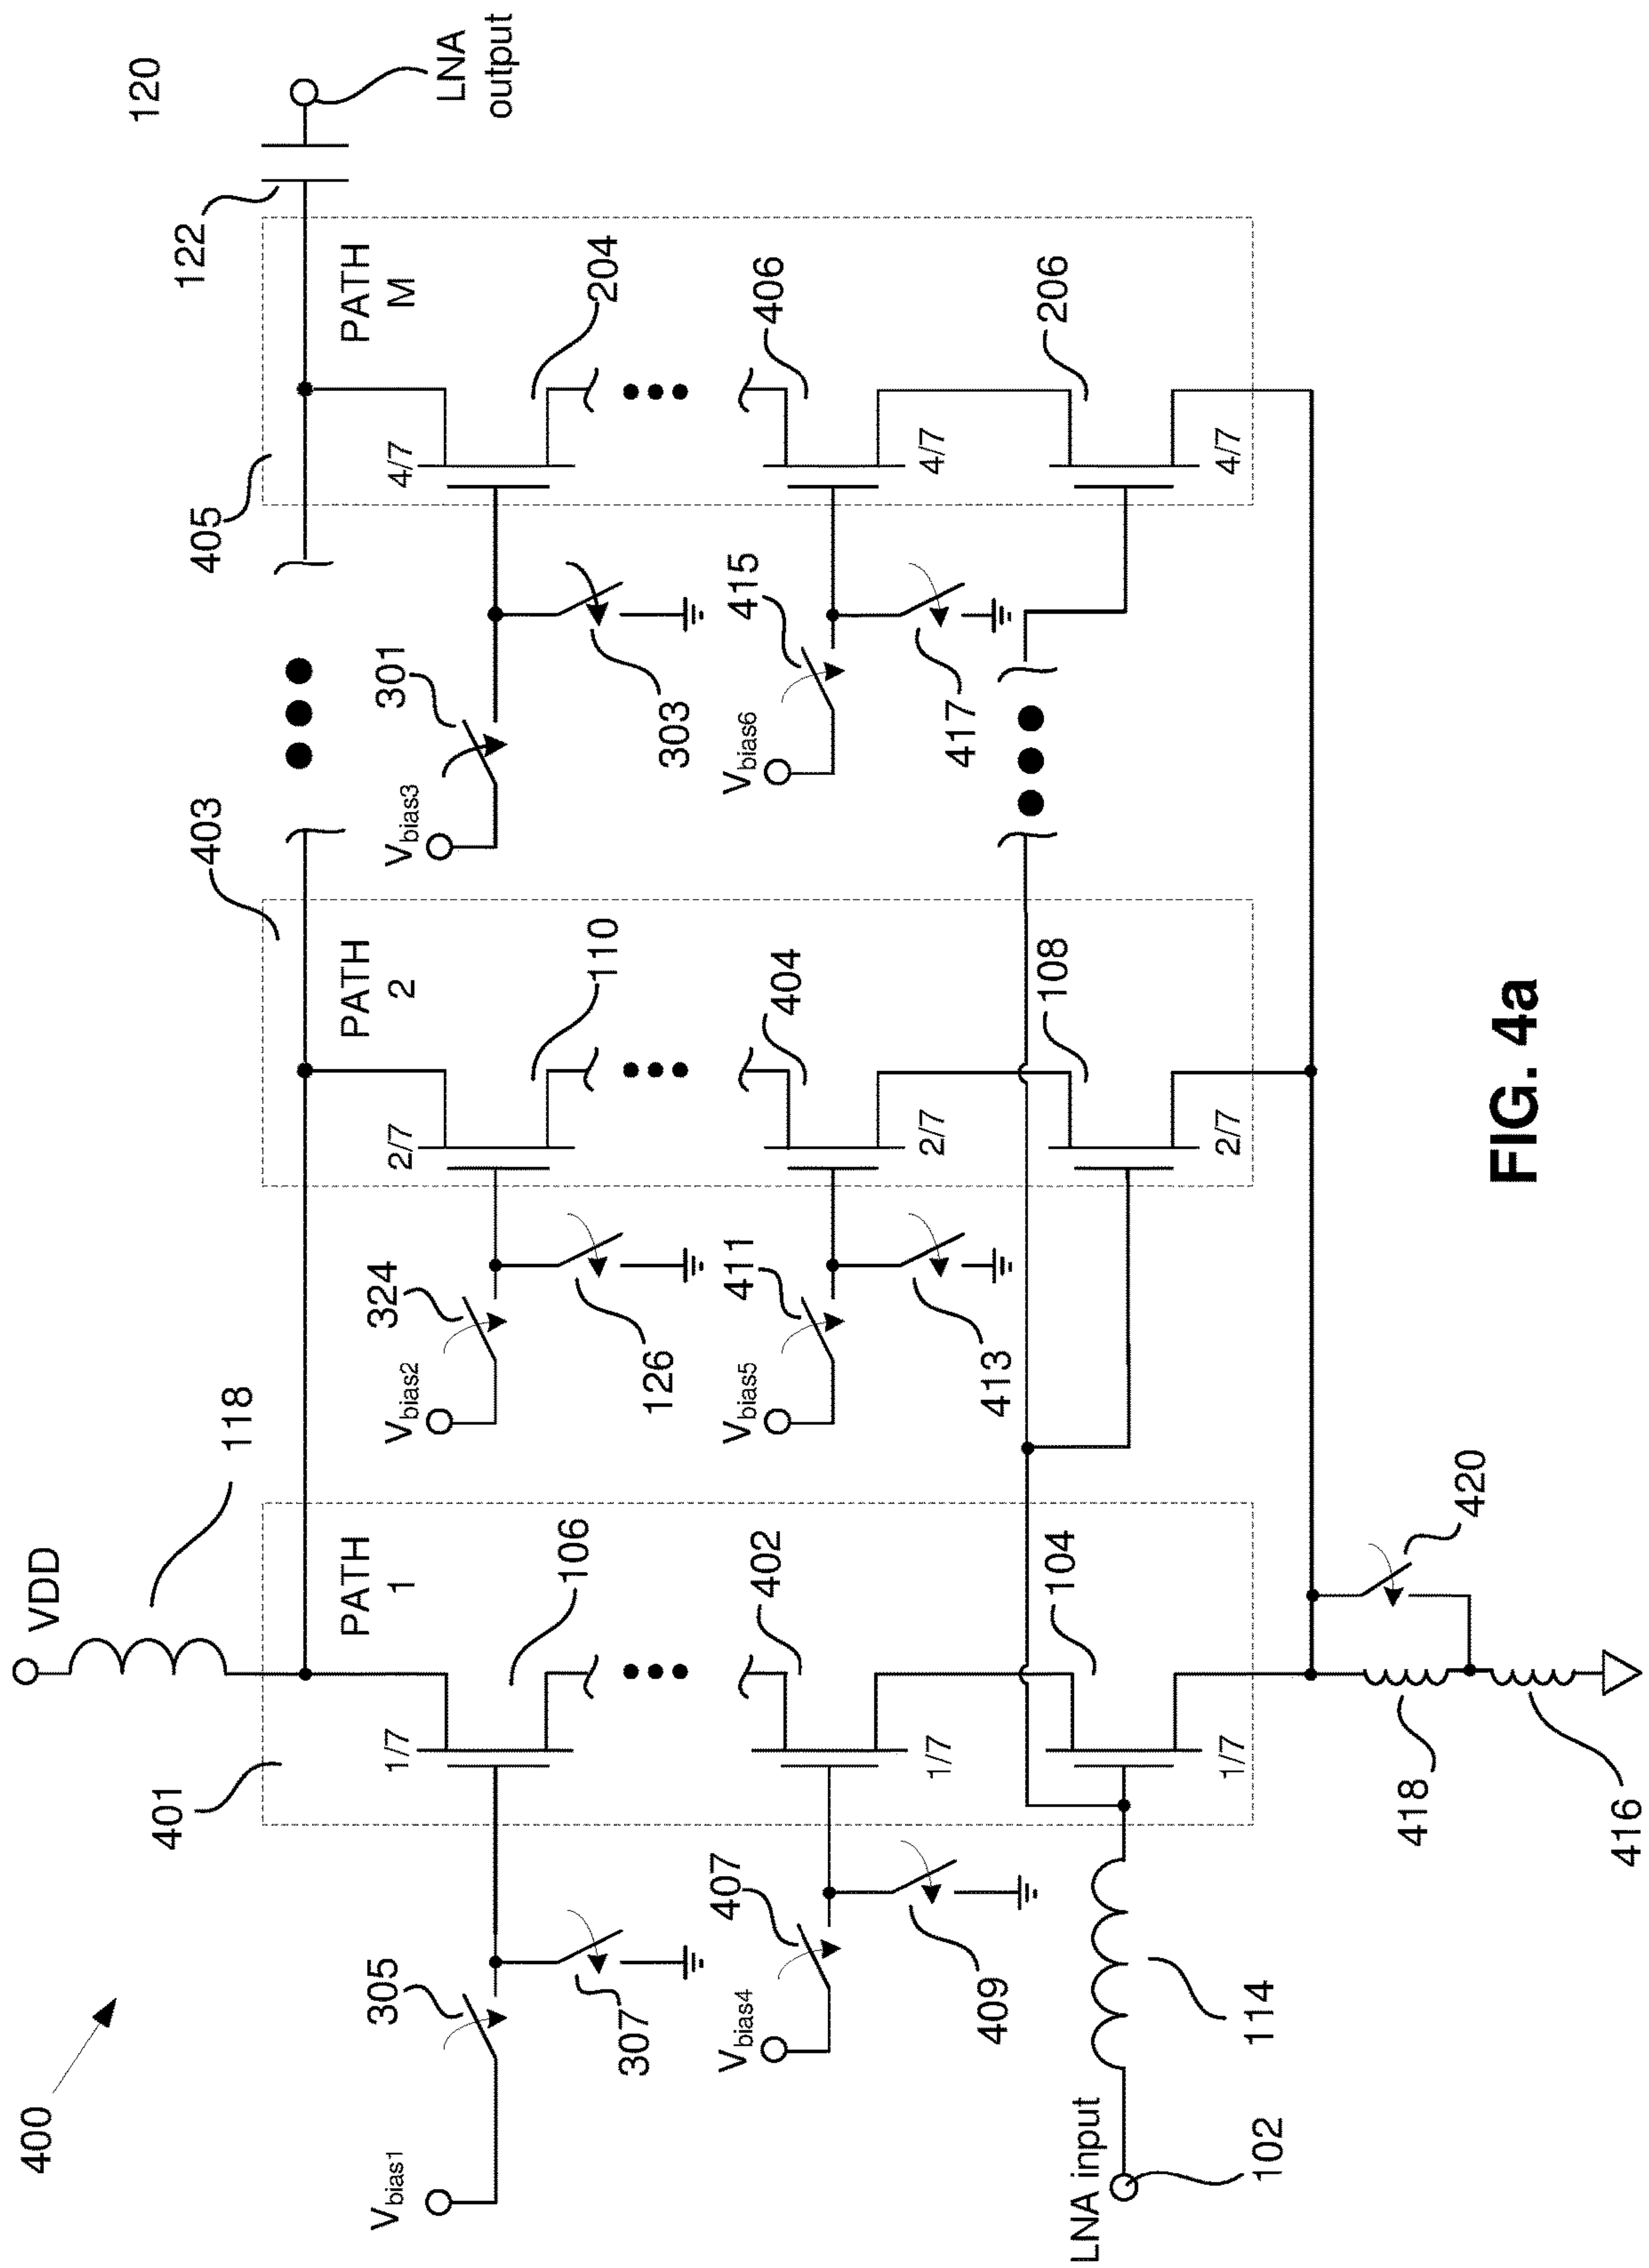 400
VDD
118
120
LNA
output
122
401
403
405
PATH
1
PATH
2
PATH
M
Vbias1
305
307
1/7
106
Vbias2
324
126
2/7
110
Vbias3
301
303
4/7
204
Vbias4
407
409
1/7
402
Vbias5
411
413
2/7
404
Vbias6
415
417
4/7
406
LNA input
102
114
1/7
104
2/7
108
4/7
206
418
416
420
FIG. 4a